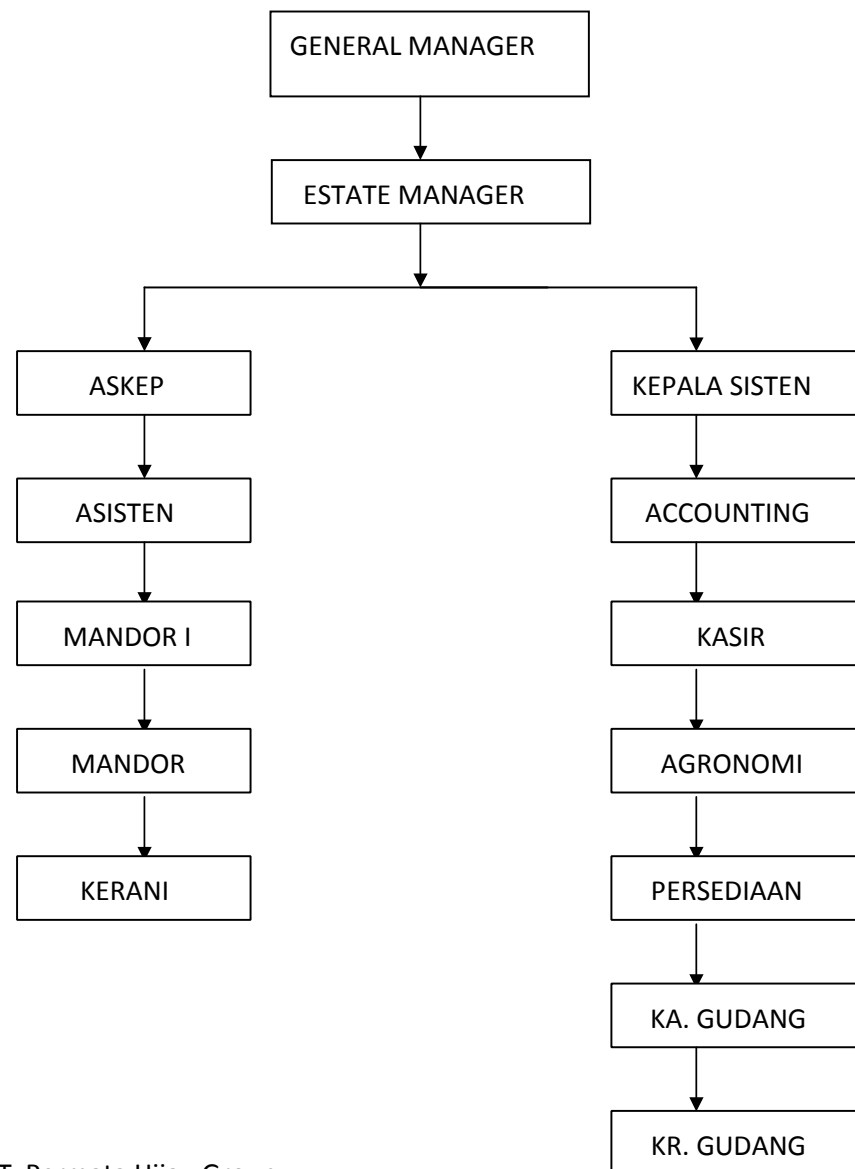 GENERAL MANAGER
ESTATE MANAGER
ASKEP
KEPALA SISTEN
ASISTEN
ACCOUNTING
MANDOR I
KASIR
MANDOR
AGRONOMI
KERANI
PERSEDIAAN
KA. GUDANG
KR. GUDANG